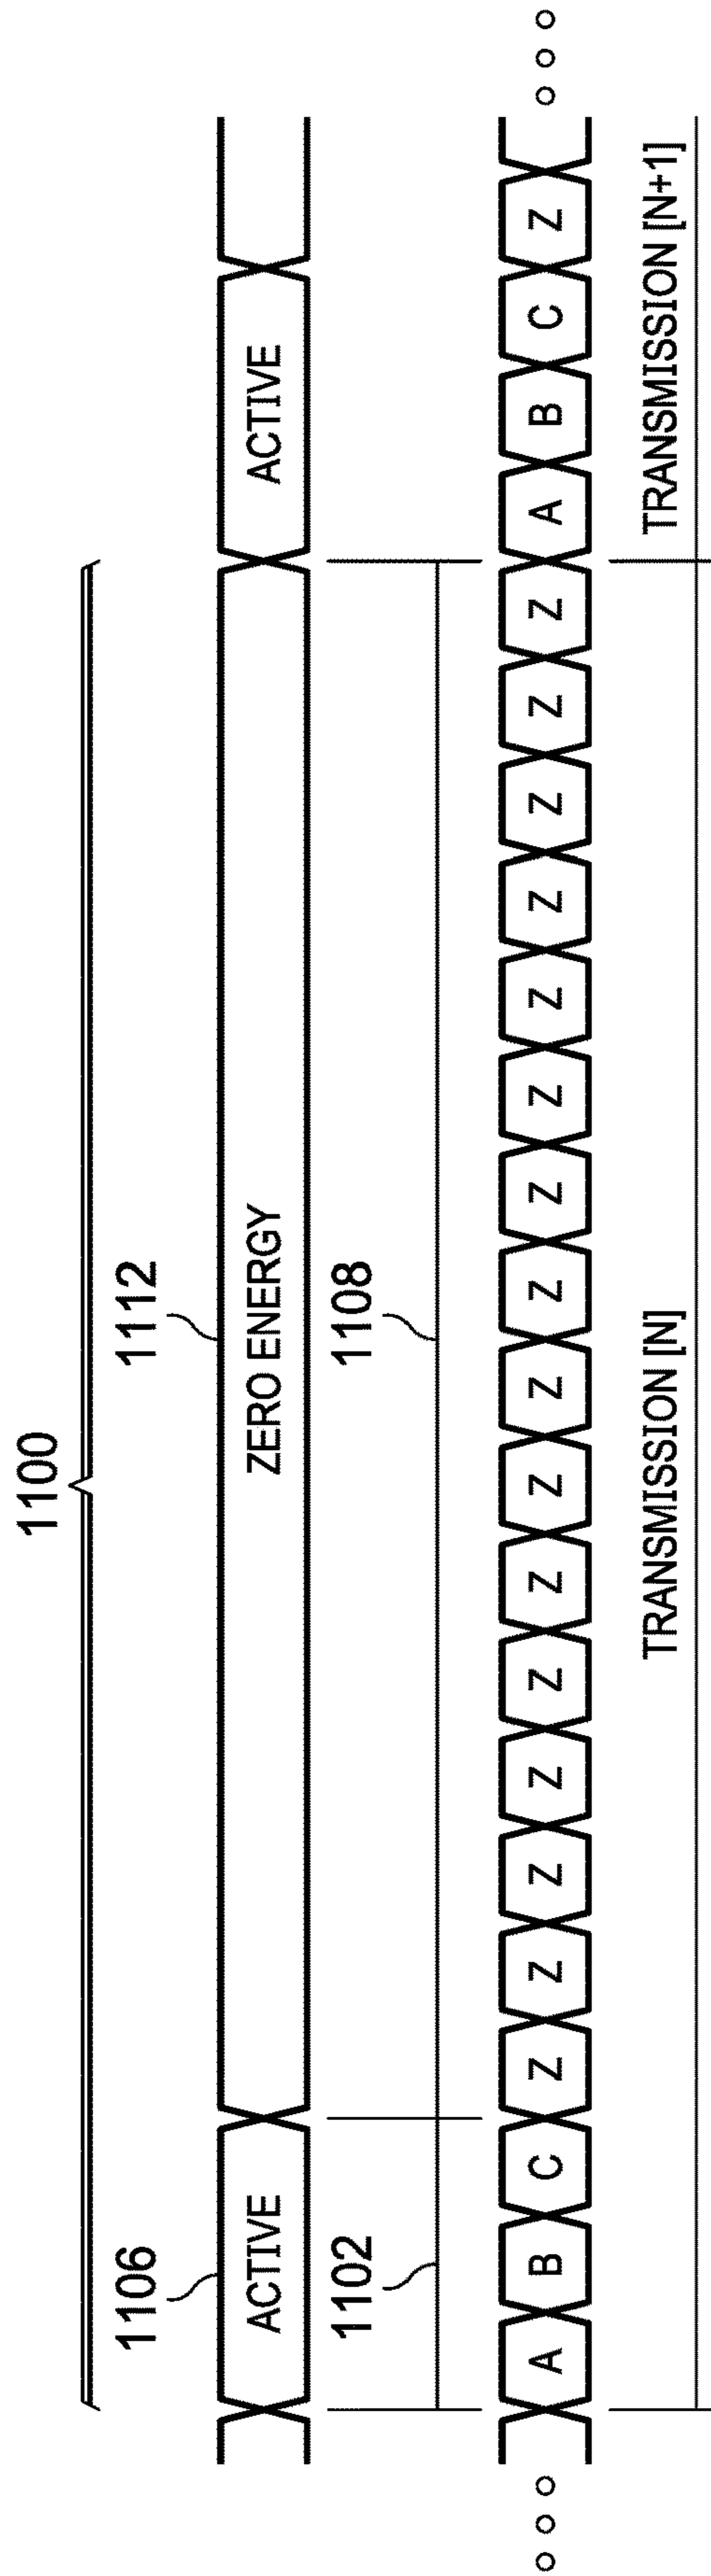 1100
1106 1112
ACTIVE ZERO ENERGY ACTIVE
1102 1108
A B C Z Z Z Z Z Z Z Z Z Z Z Z Z Z Z Z A B C Z
TRANSMISSION [N] TRANSMISSION [N+1]